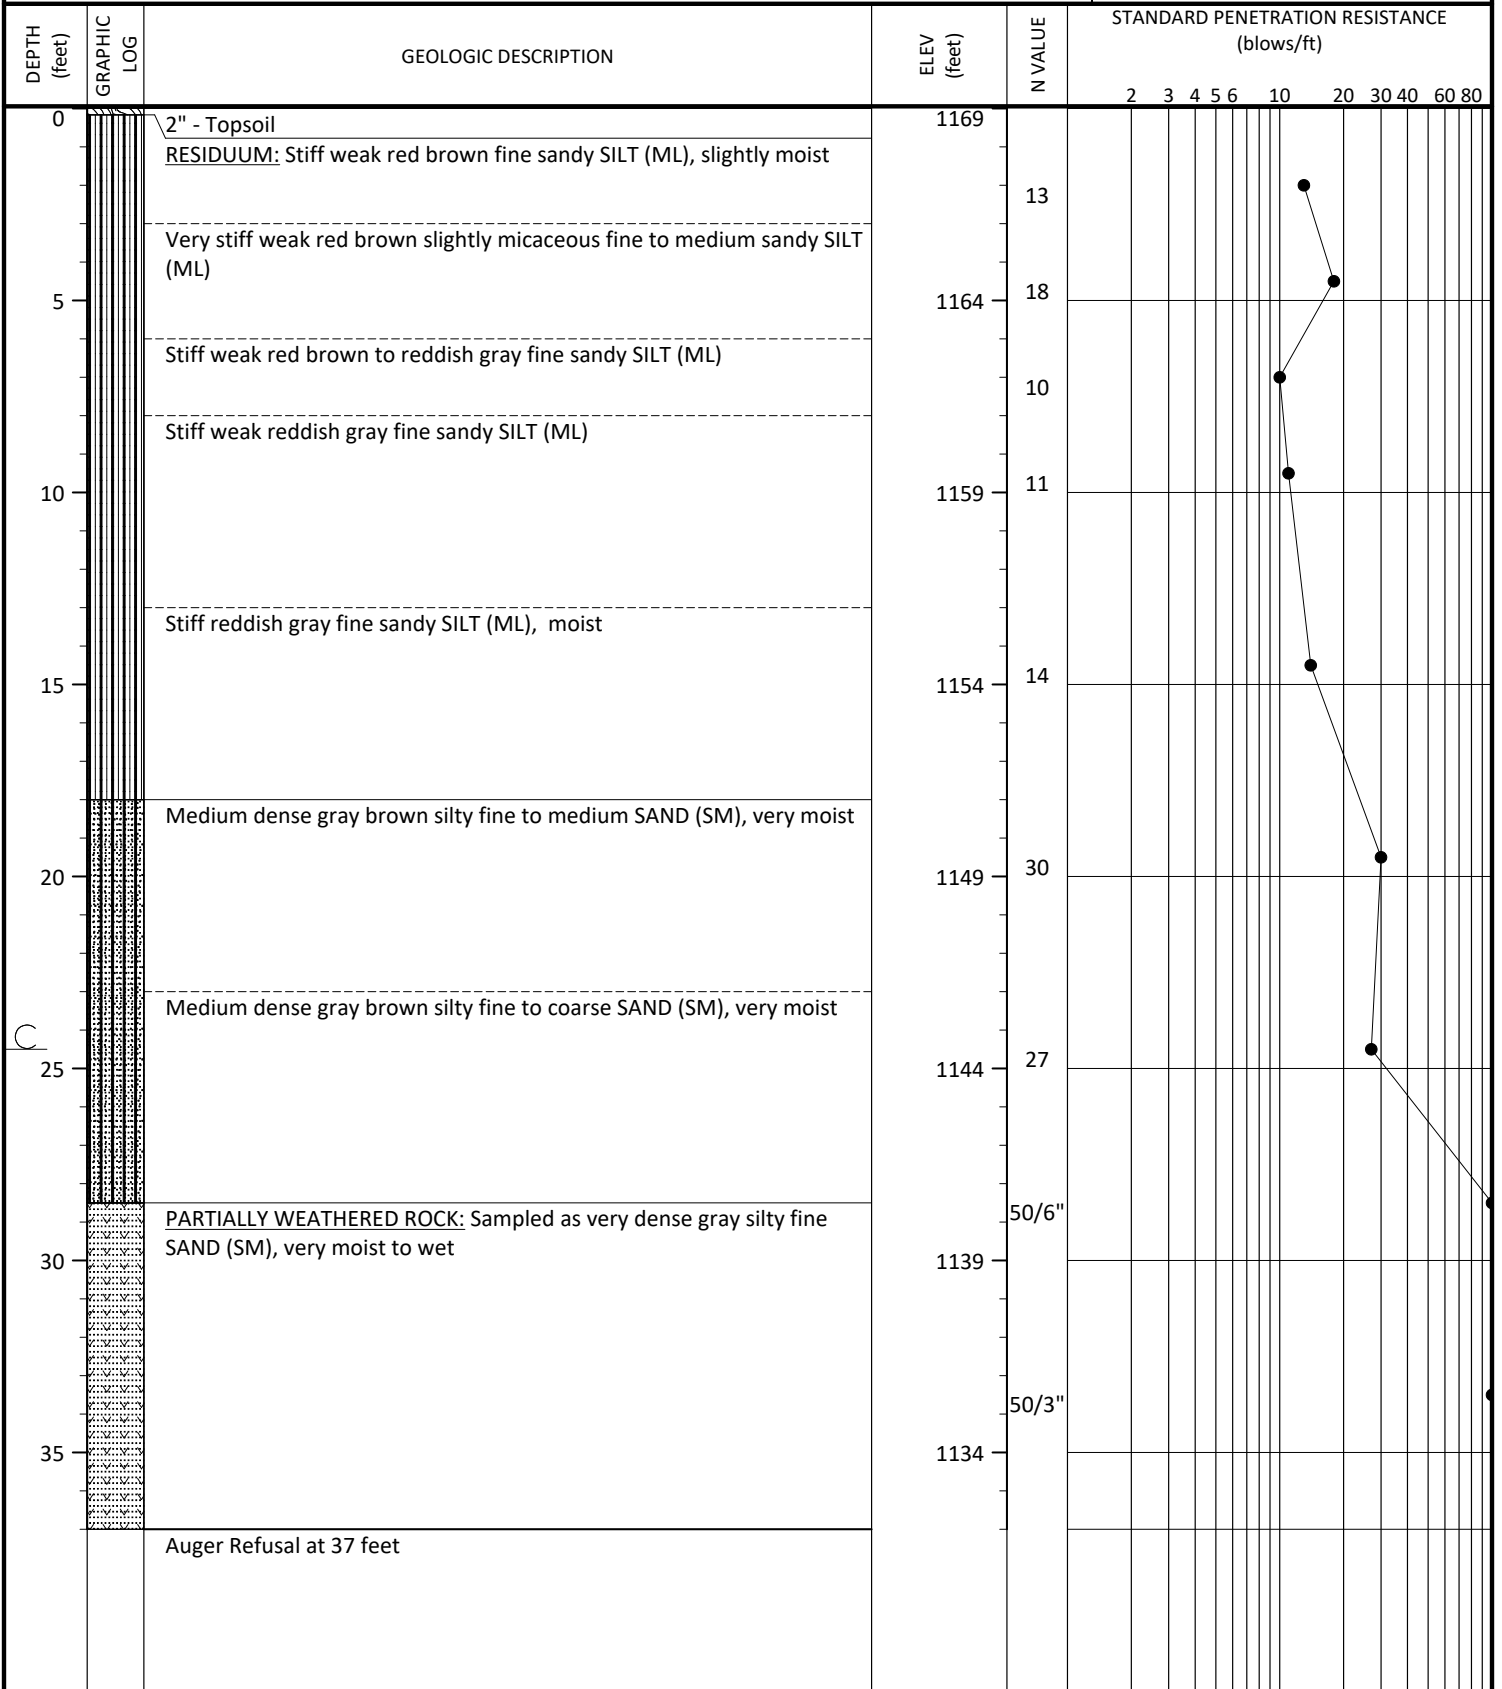 DEPTH (feet)
GRAPHIC LOG
GEOLOGIC DESCRIPTION
ELEV (feet)
N VALUE
STANDARD PENETRATION RESISTANCE
(blows/ft)
2 3 4 5 6 10 20 30 40 60 80
0
2" - Topsoil
1169
RESIDUUM: Stiff weak red brown fine sandy SILT (ML), slightly moist
13
Very stiff weak red brown slightly micaceous fine to medium sandy SILT
(ML)
18
5
1164
Stiff weak red brown to reddish gray fine sandy SILT (ML)
10
Stiff weak reddish gray fine sandy SILT (ML)
11
10
1159
Stiff reddish gray fine sandy SILT (ML), moist
14
15
1154
Medium dense gray brown silty fine to medium SAND (SM), very moist
30
20
1149
Medium dense gray brown silty fine to coarse SAND (SM), very moist
C
27
25
1144
50/6"
PARTIALLY WEATHERED ROCK: Sampled as very dense gray silty fine
SAND (SM), very moist to wet
30
1139
50/3"
35
1134
Auger Refusal at 37 feet